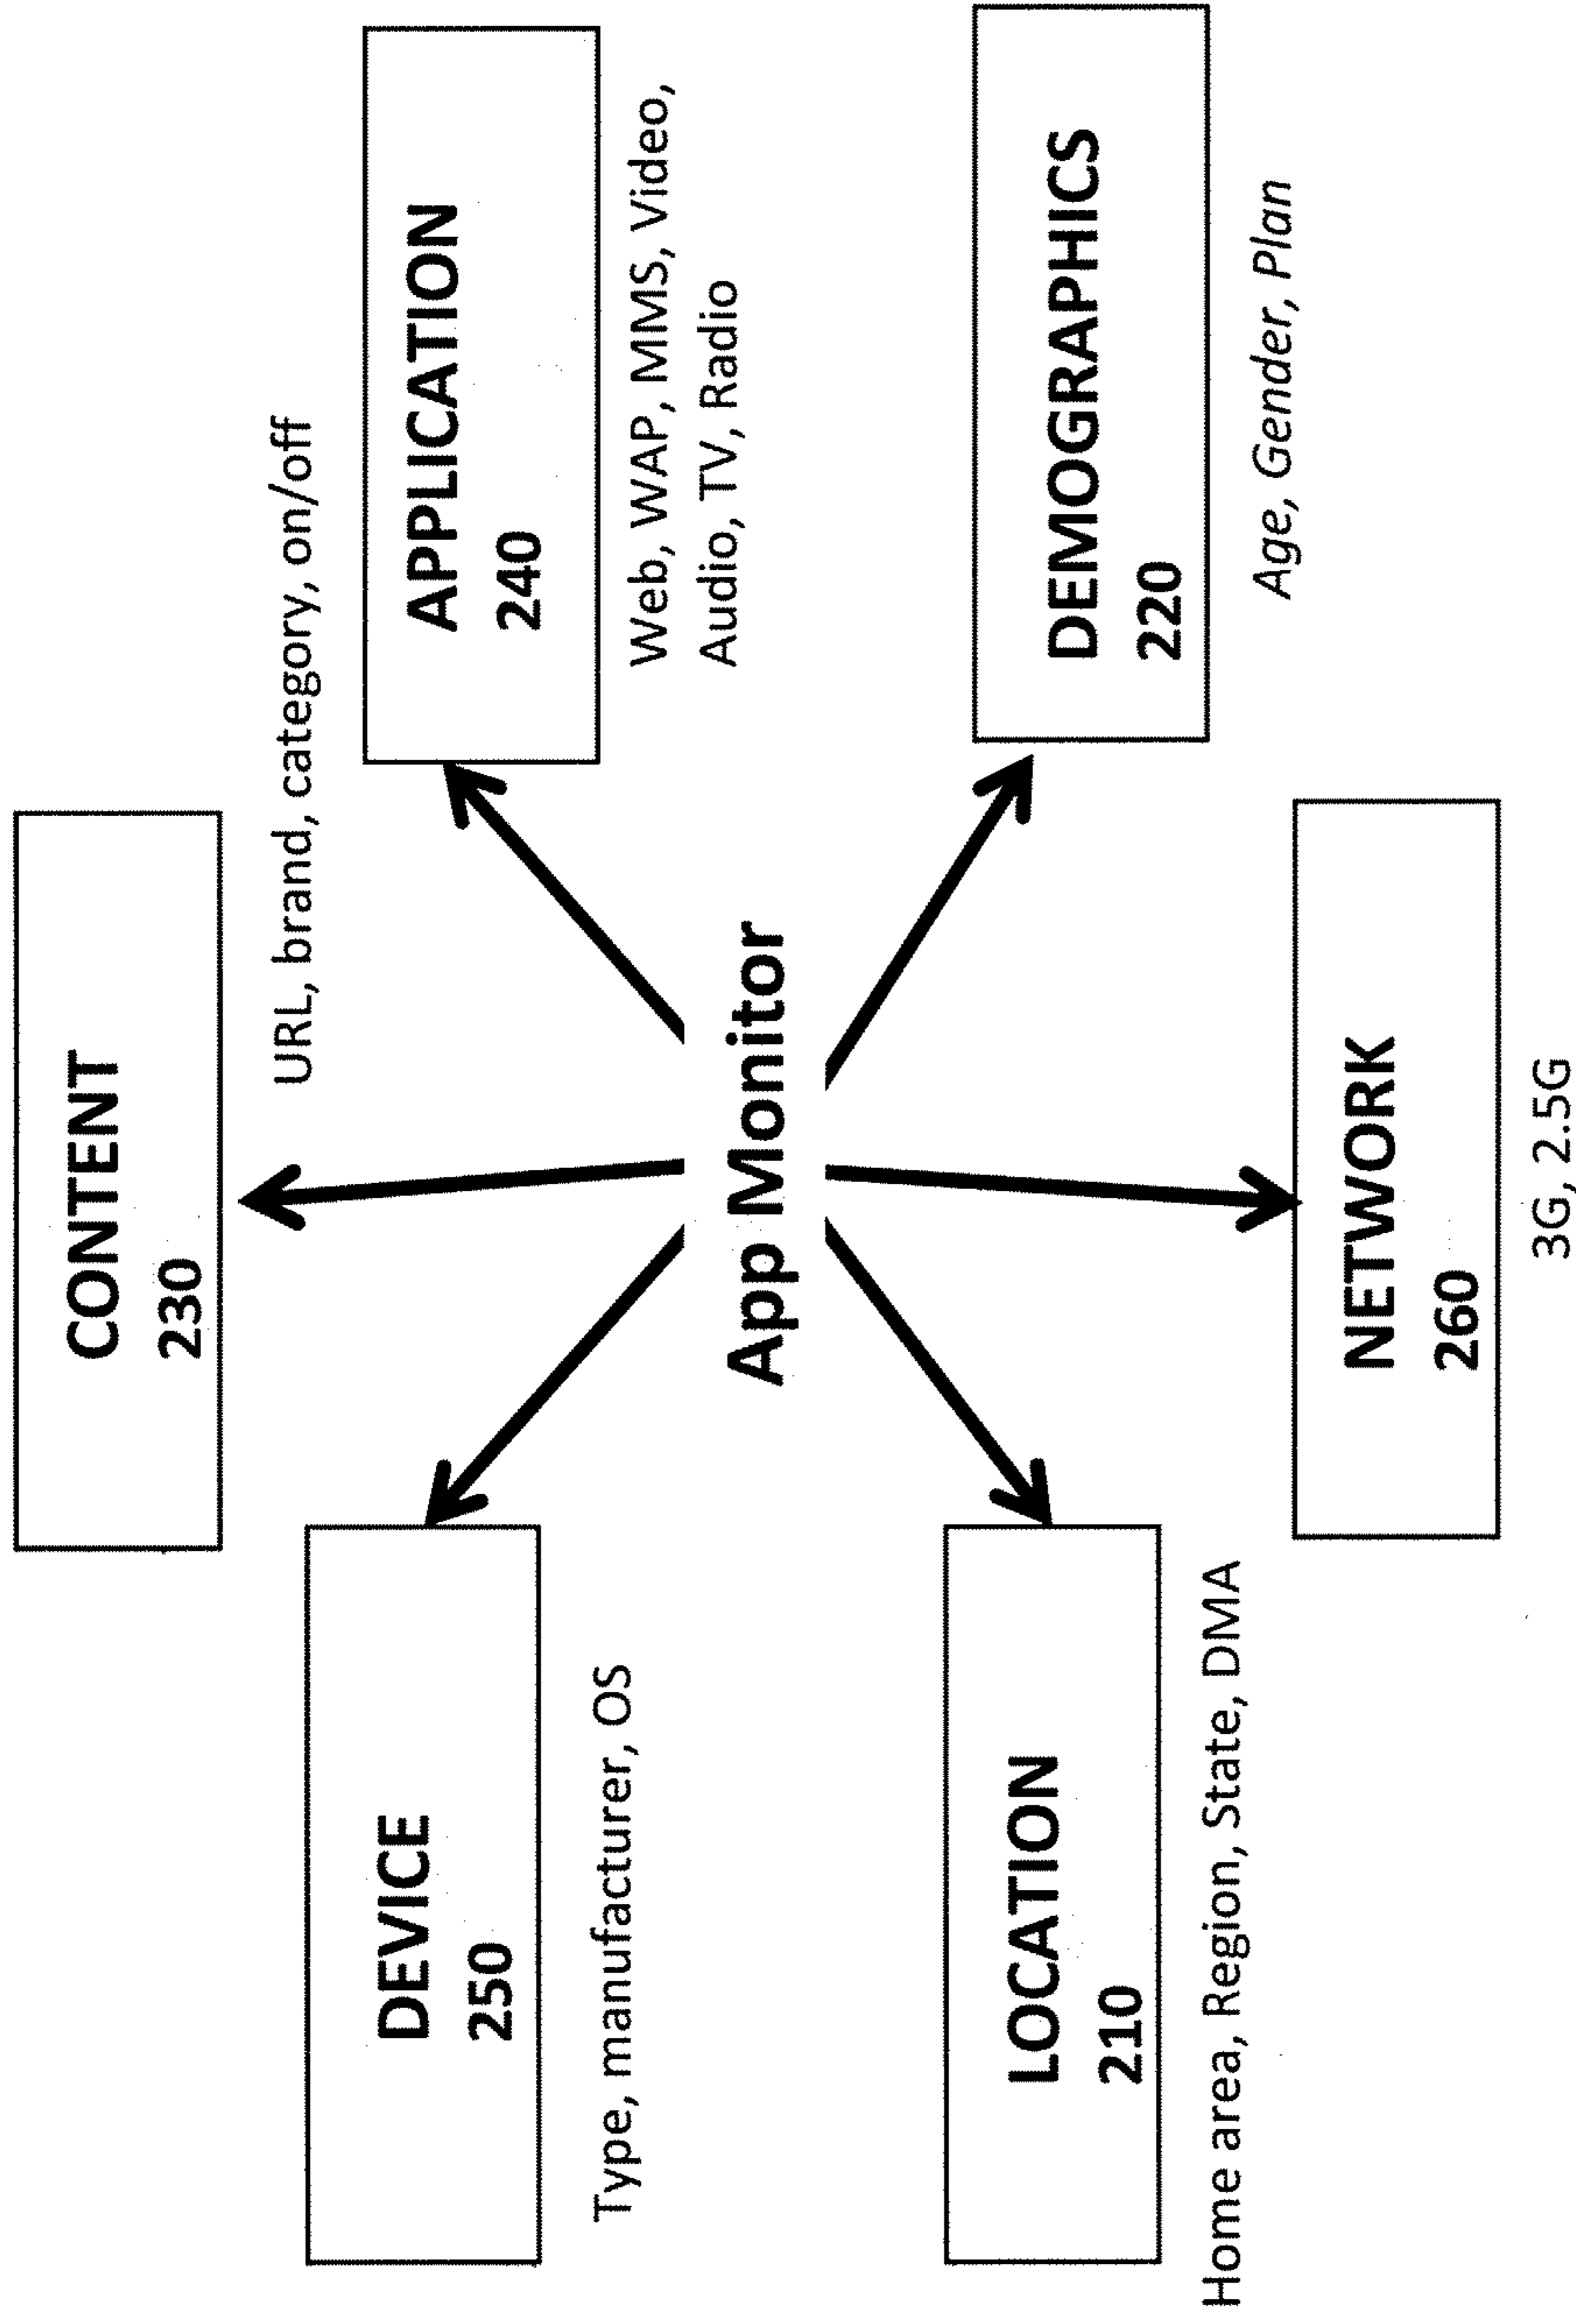 CONTENT
230
URL, brand, category, on/off
DEVICE
250
Type, manufacturer, OS
APPLICATION
240
Web, WAP, MMS, Video,
Audio, TV, Radio
App Monitor
LOCATION
210
Home area, Region, State, DMA
DEMOGRAPHICS
220
Age, Gender, Plan
NETWORK
260
3G, 2.5G